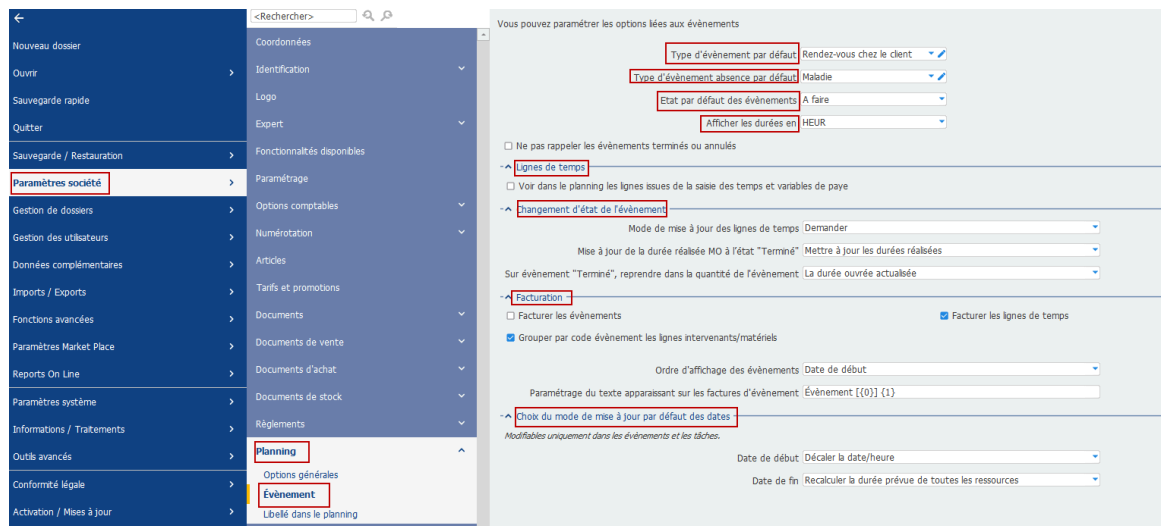 Nouveau dossier
Ouvrir
Sauvegarde rapide
Quitter
Sauvegarde / Restauration
Paramètres société
Gestion de dossiers
Gestion des utilisateurs
Données complémentaires
Imports / Exports
Fonctions avancées
Paramètres Market Place
Reports On Line
Paramètres système
Informations / Traitements
Outils avancés
Conformité légale
Activation / Mises à jour
<Rechercher>
Coordonnées
Identification
Logo
Expert
Fonctionnalités disponibles
Paramétrage
Options comptables
Numérotation
Articles
Tarifs et promotions
Documents
Documents de vente
Documents d'achat
Documents de stock
Règlements
Planning
Options générales
Évènement
Libellé dans le planning
Vous pouvez paramétrer les options liées aux évènements
Type d'évènement par défaut Rendez-vous chez le client
Type d'évènement absence par défaut Maladie
Etat par défaut des évènements A faire
Afficher les durées en HEUR
Ne pas rappeler les évènements terminés ou annulés
Lignes de temps
Voir dans le planning les lignes issues de la saisie des temps et variables de paye
Changement d'état de l'évènement
Mode de mise à jour des lignes de temps Demander
Mise à jour de la durée réalisé MO à l'état "Terminé" Mettre à jour les durées réalisées
Sur évènement "Terminé", reprendre dans la quantité de l'évènement La durée ouvrée actualisée
Facturation
Facturer les évènements Facturer les lignes de temps
Grouper par code évènement les lignes intervenants/matériels
Ordre d'affichage des évènements Date de début
Paramétrage du texte apparaissant sur les factures d'évènement Évènement [{0}] {1}
Choix du mode de mise à jour par défaut des dates
Modifiables uniquement dans les évènements et les tâches.
Date de début Décaler la date/heure
Date de fin Recalculer la durée prévue de toutes les ressources